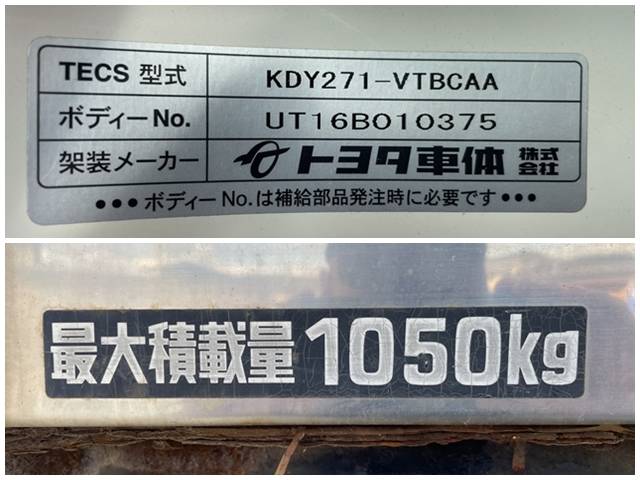 TECS 型式 KDY271-VTBCAA
ボディーNo. UT16B010375
架装メーカー トヨタ車体 株式会社
●●● ボディーNo.は補給部品発注時に必要です ●●●
最大積載量 1050kg